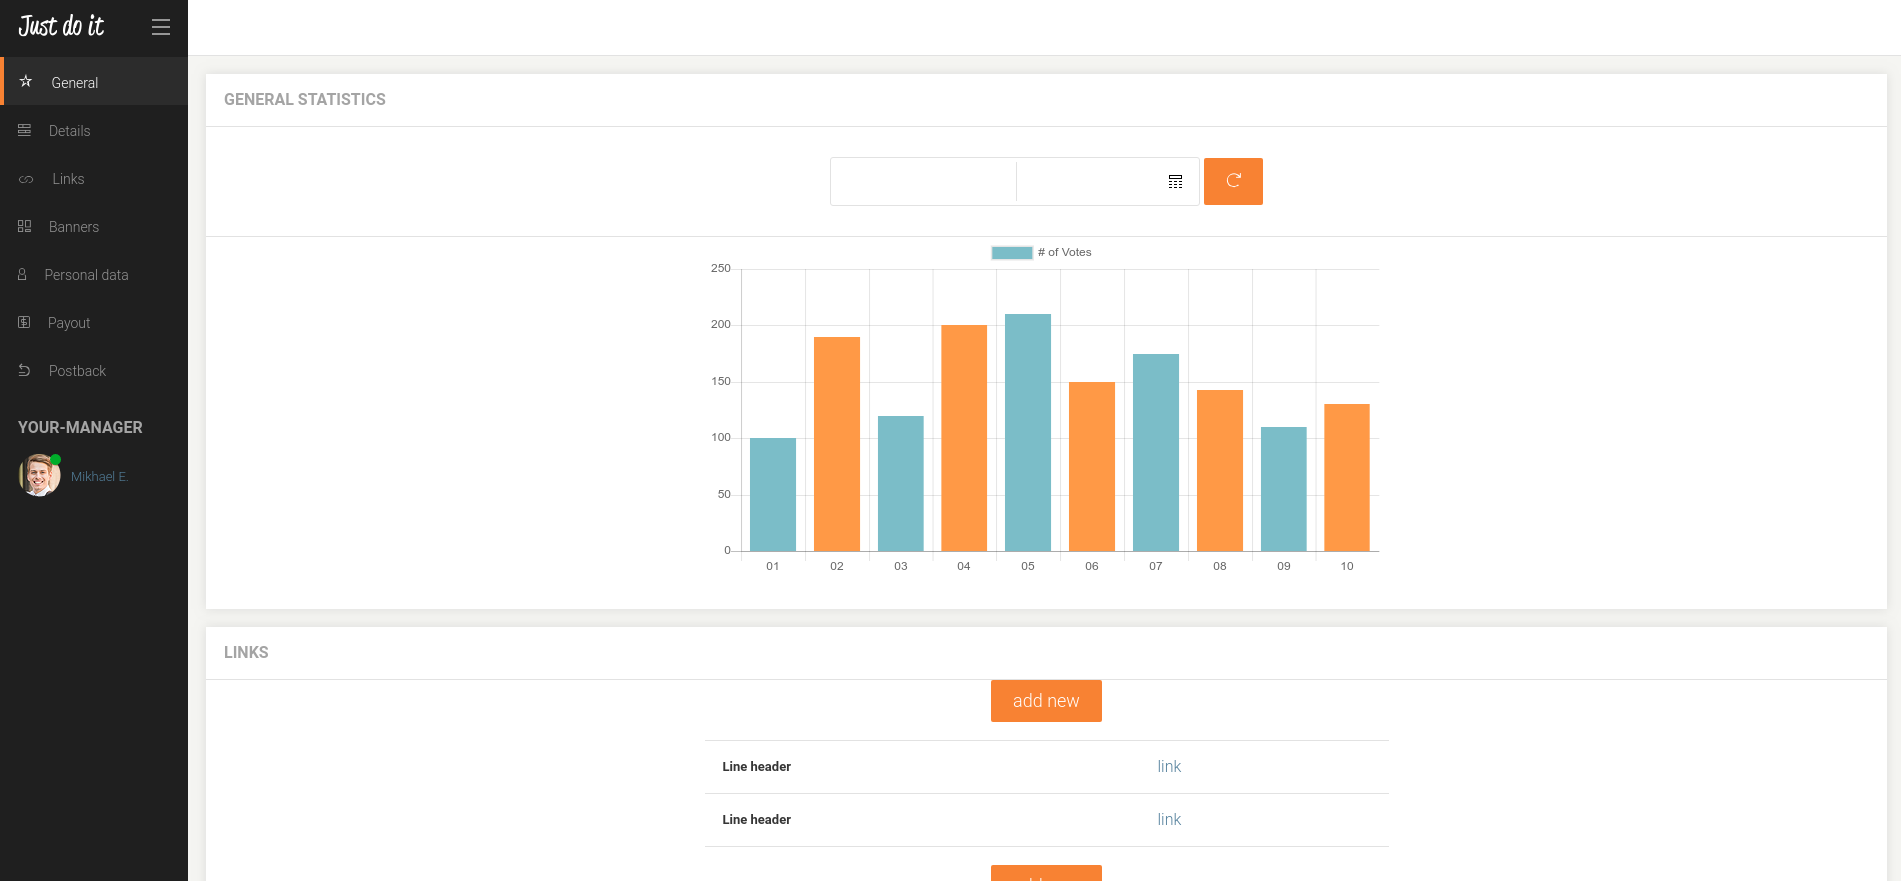 Just do it
General
Details
Links
Banners
Personal data
Payout
Postback
YOUR-MANAGER
Mikhael E.
GENERAL STATISTICS
# of Votes
250
200
150
100
50
0
01 02 03 04 05 06 07 08 09 10
LINKS
add new
Line header link
Line header link